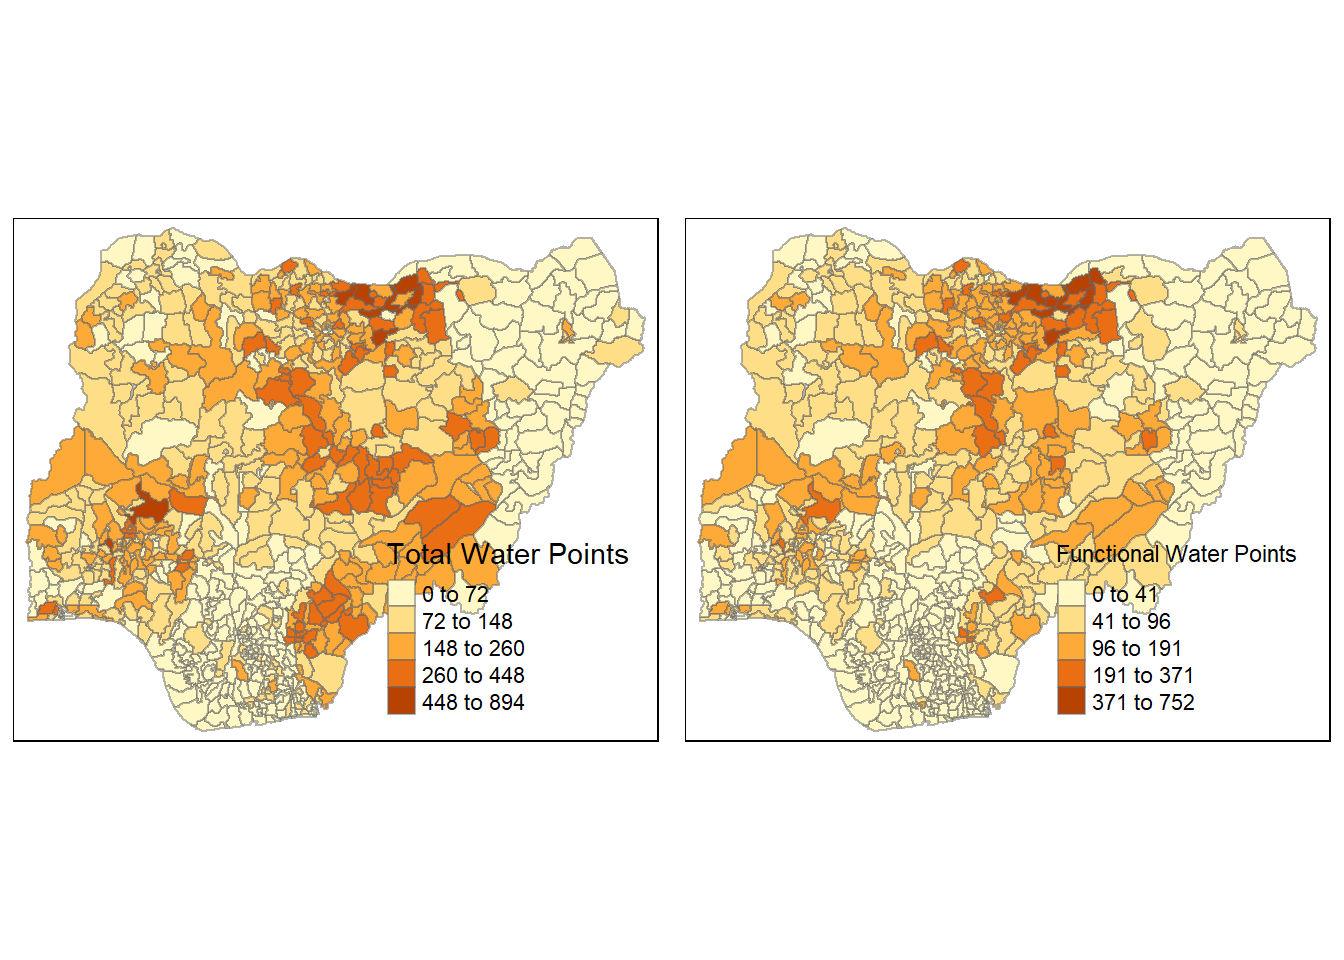 Total Water Points
0 to 72
72 to 148
148 to 260
260 to 448
448 to 894
Functional Water Points
0 to 41
41 to 96
96 to 191
191 to 371
371 to 752